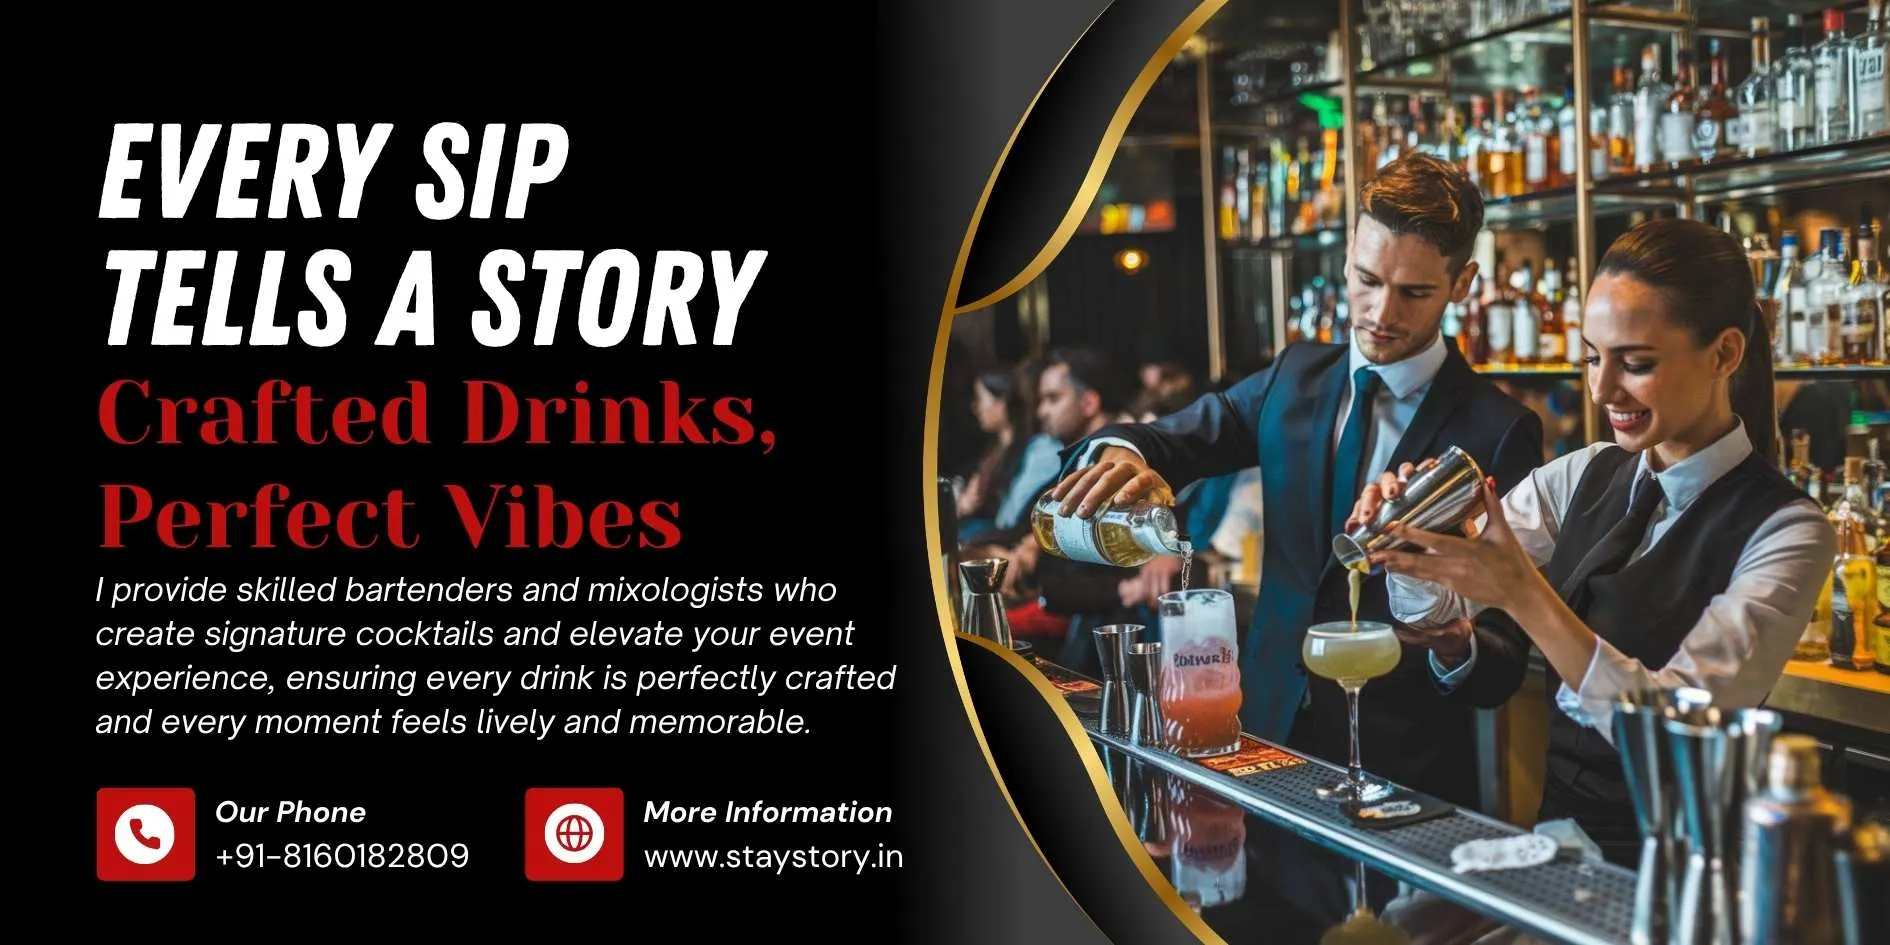 EVERY SIP
TELLS A STORY
Crafted Drinks,
Perfect Vibes
I provide skilled bartenders and mixologists who
create signature cocktails and elevate your event
experience, ensuring every drink is perfectly crafted
and every moment feels lively and memorable.
Our Phone
+91-8160182809
More Information
www.staystory.in